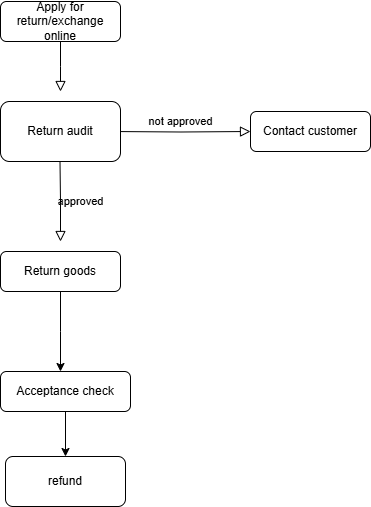 Apply for
return/exchange
online
Return audit
not approved
Contact customer
approved
Return goods
Acceptance check
refund